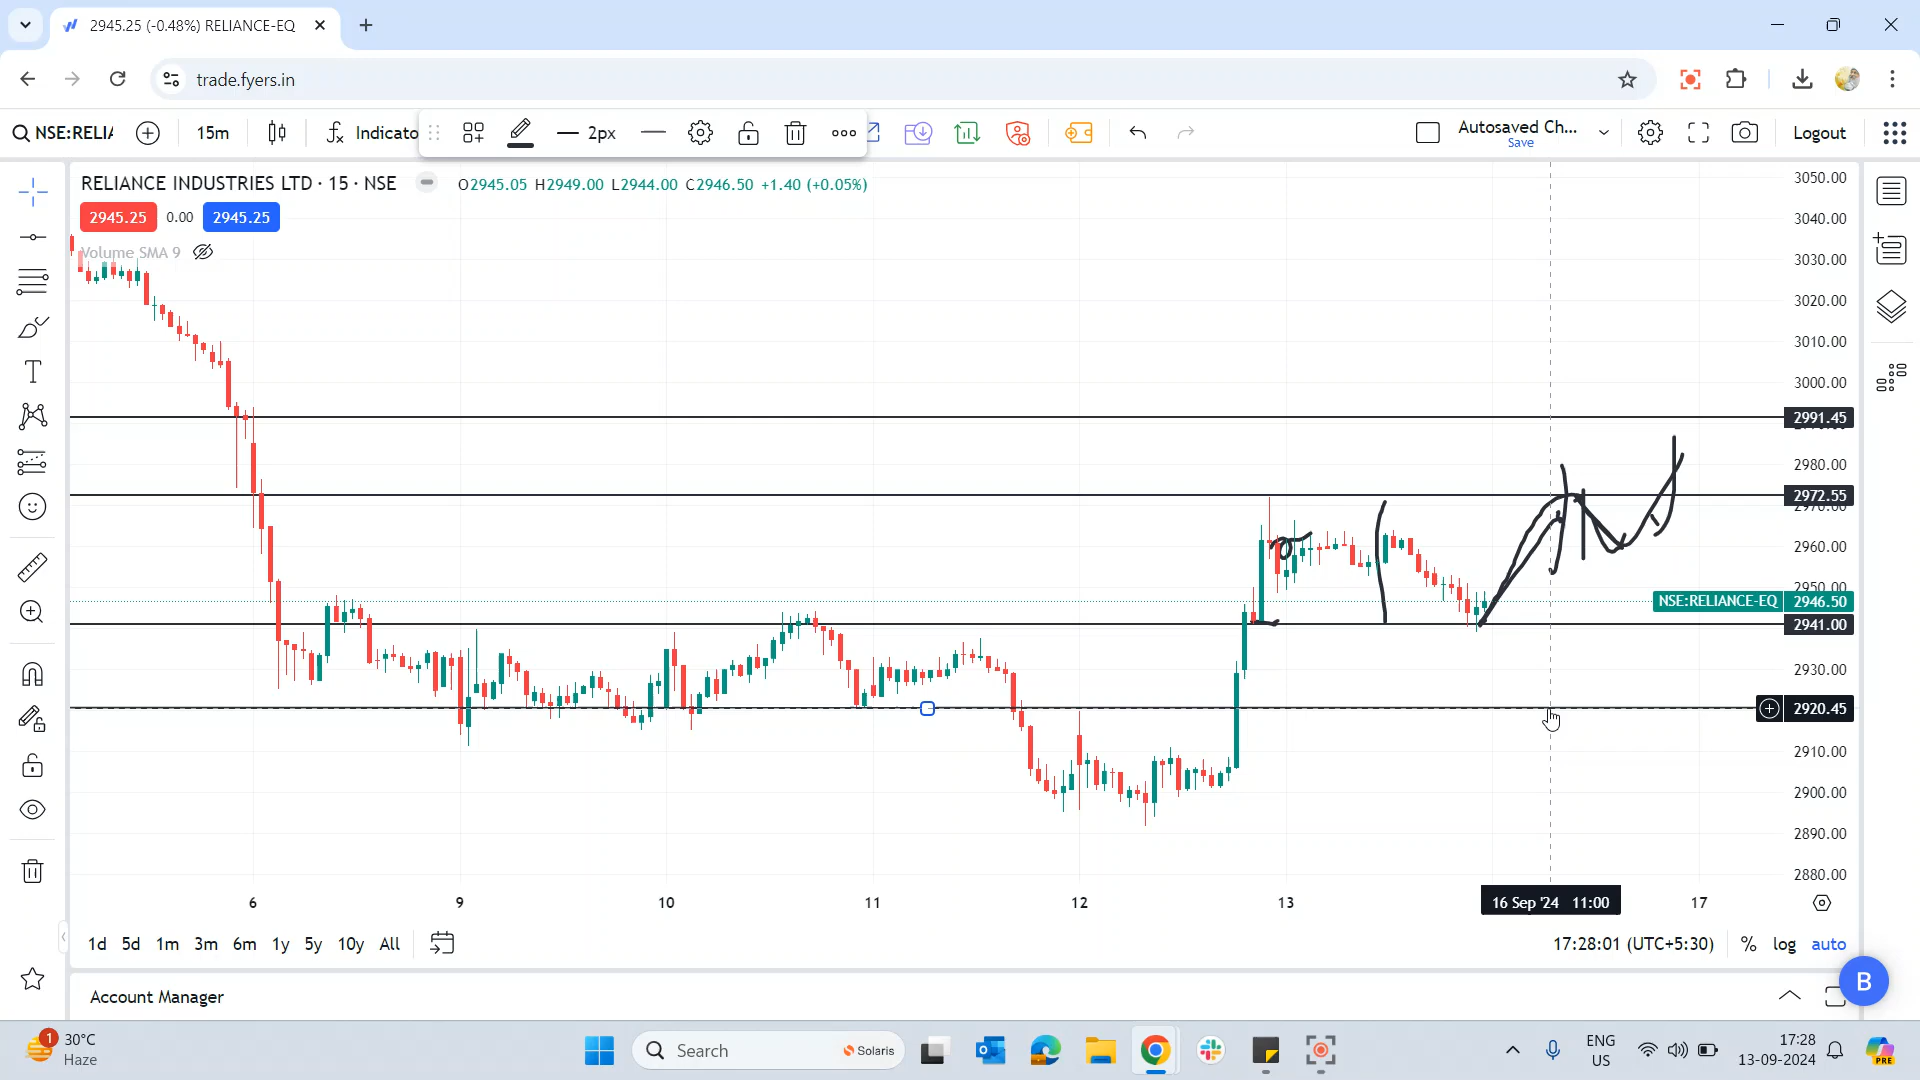 2945.25 (-0.48%) RELIANCE-EQ
trade.fyers.in
NSE:RELIA
15m
Indicato
2px
Autosaved Ch...
Save
Logout
RELIANCE INDUSTRIES LTD · 15 · NSE
O2945.05 H2949.00 L2944.00 C2946.50 +1.40 (+0.05%)
2945.25 0.00 2945.25
Volume SMA 9
3050.00
3040.00
3030.00
3020.00
3010.00
3000.00
2991.45
2980.00
2972.55
2970.00
2960.00
2950.00
NSE:RELIANCE-EQ 2946.50
2941.00
2930.00
2920.45
2910.00
2900.00
2890.00
2880.00
6 9 10 11 12 13 16 Sep '24 11:00 17
1d 5d 1m 3m 6m 1y 5y 10y All
17:28:01 (UTC+5:30) % log auto
B
Account Manager
1
30°C
Haze
Search
Solaris
ENG
US
17:28
13-09-2024
PRE